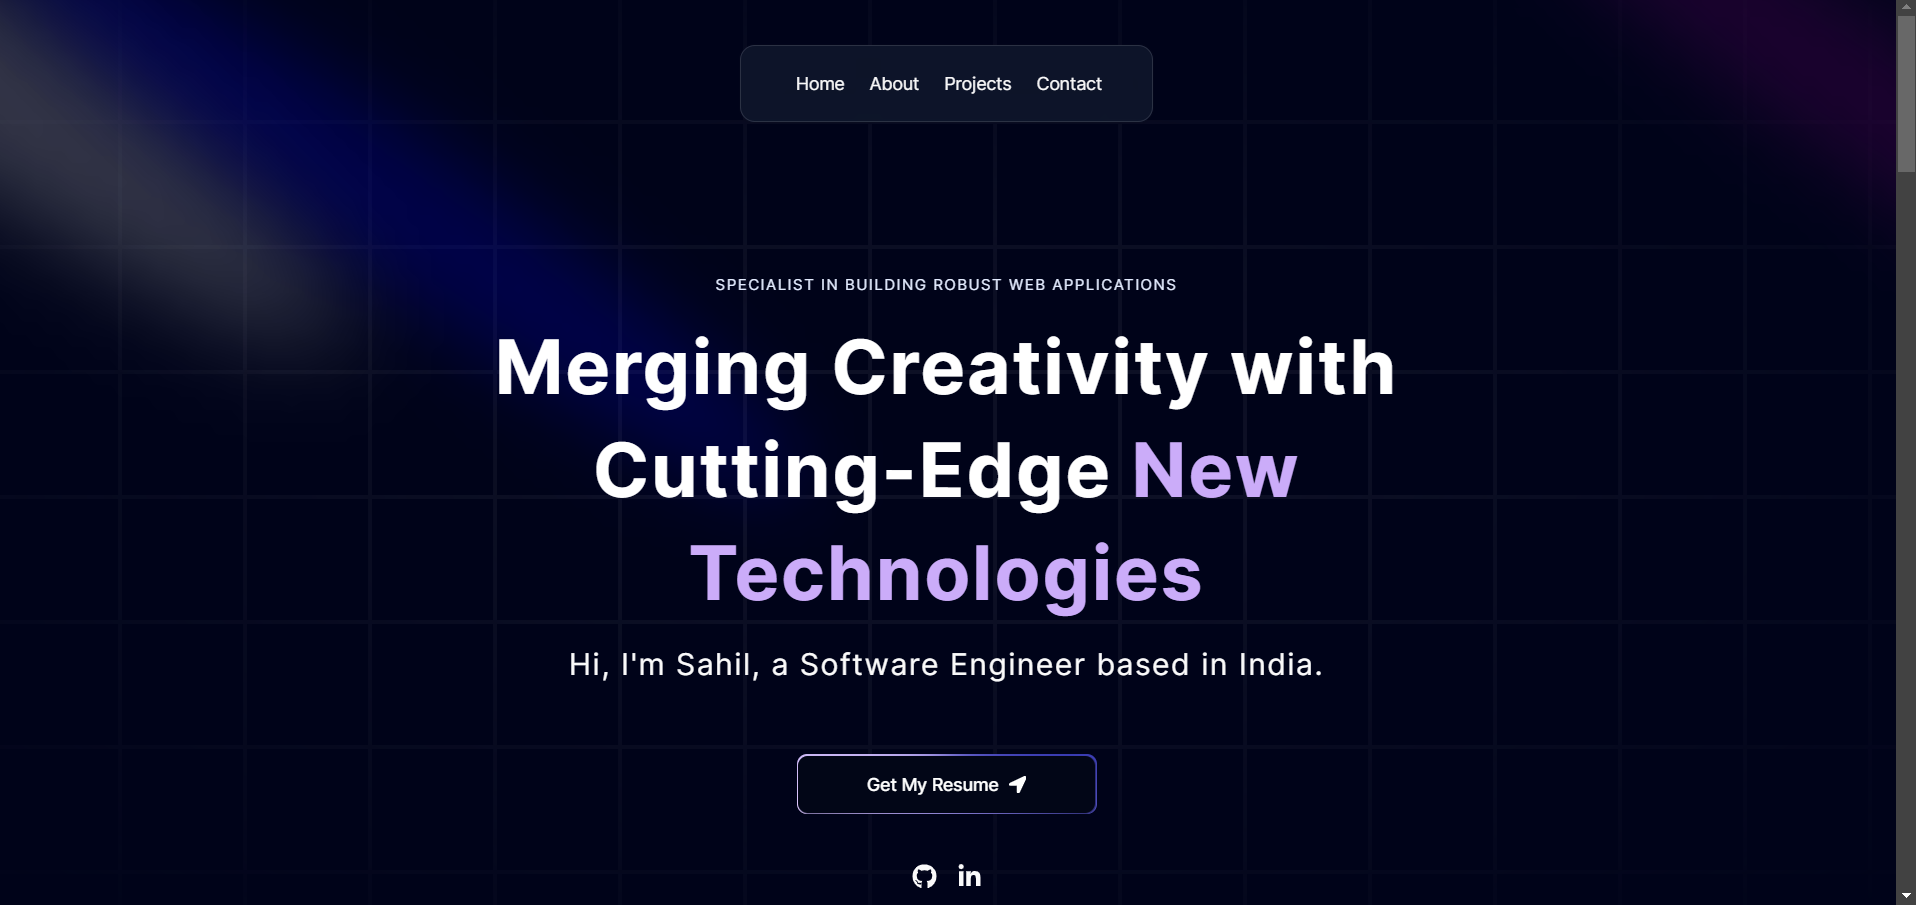 Home About Projects Contact
SPECIALIST IN BUILDING ROBUST WEB APPLICATIONS
Merging Creativity with
Cutting-Edge New
Technologies
Hi, I'm Sahil, a Software Engineer based in India.
Get My Resume
in